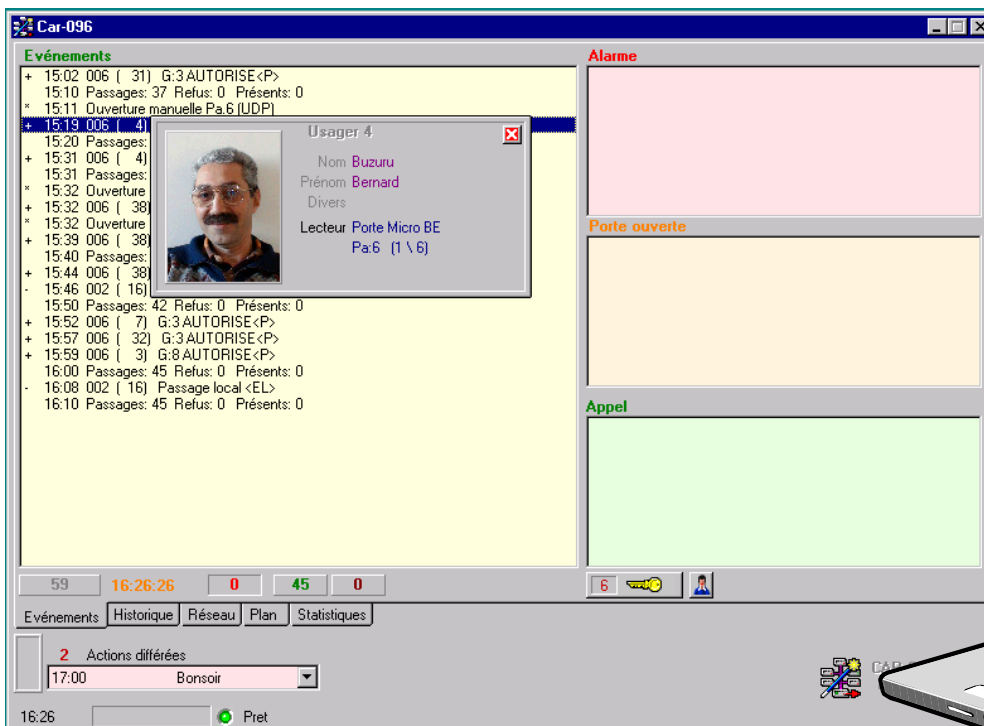 Car-096
Evénements
+ 15:02 006 ( 31) G:3 AUTORISE<P>
15:10 Passages: 37 Refus: 0 Présents: 0
* 15:11 Ouverture manuelle Pa.6 (UDP)
+ 15:19 006 ( 4)
15:20 Passages:
+ 15:31 006 ( 4)
15:31 Passages:
* 15:32 Ouverture
+ 15:32 006 ( 38)
* 15:32 Ouverture
+ 15:39 006 ( 38)
15:40 Passages:
+ 15:44 006 ( 38)
- 15:46 002 ( 16)
15:50 Passages: 42 Refus: 0 Présents: 0
+ 15:52 006 ( 7) G:3 AUTORISE<P>
+ 15:57 006 ( 32) G:3 AUTORISE<P>
+ 15:59 006 ( 3) G:8 AUTORISE<P>
16:00 Passages: 45 Refus: 0 Présents: 0
- 16:08 002 ( 16) Passage local <EL>
16:10 Passages: 45 Refus: 0 Présents: 0
Usager 4
Nom Buzuru
Prénom Bernard
Divers
Lecteur Porte Micro BE
Pa:6 (1 \ 6)
Alarme
Porte ouverte
Appel
59 16:26:26 0 45 0
6
Evénements Historique Réseau Plan Statistiques
2 Actions différées
17:00 Bonsoir
16:26 Pret